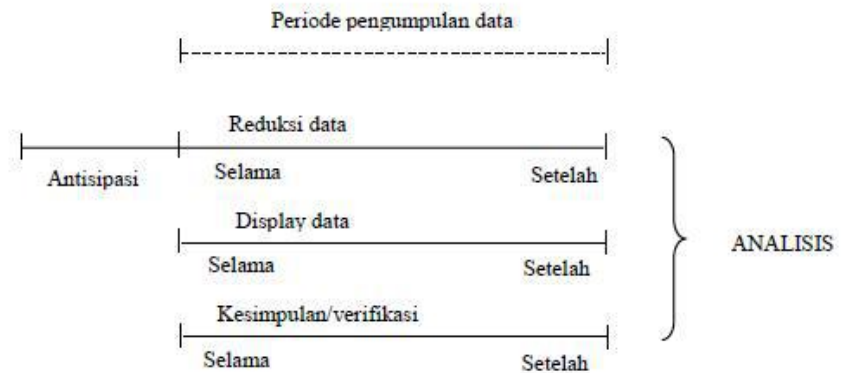 Periode pengumpulan data
Reduksi data
Antisipasi
Selama
Setelah
Display data
Selama
Setelah
ANALISIS
Kesimpulan/verifikasi
Selama
Setelah